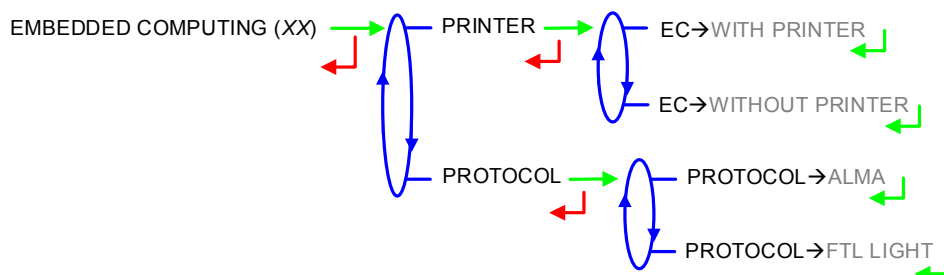 EMBEDDED COMPUTING (XX)
PRINTER
EC→WITH PRINTER
EC→WITHOUT PRINTER
PROTOCOL
PROTOCOL→ALMA
PROTOCOL→FTL LIGHT